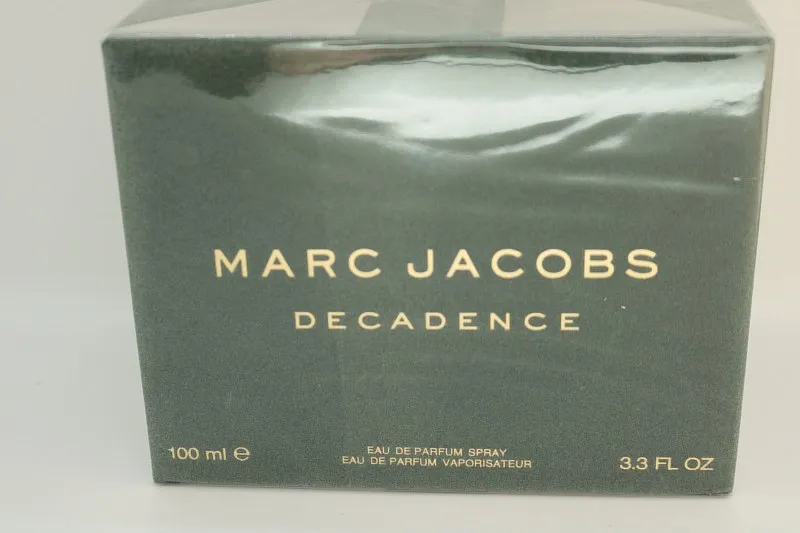 MARC JACOBS
DECADENCE
100 ml ℮
EAU DE PARFUM SPRAY
EAU DE PARFUM VAPORISATEUR
3.3 FL OZ